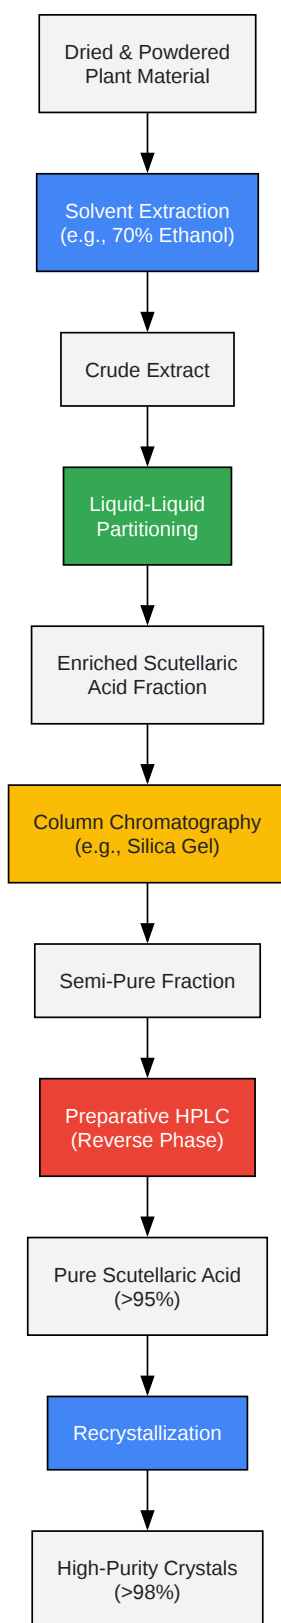 Dried & Powdered
Plant Material
Solvent Extraction
(e.g., 70% Ethanol)
Crude Extract
Liquid-Liquid
Partitioning
Enriched Scutellaric
Acid Fraction
Column Chromatography
(e.g., Silica Gel)
Semi-Pure Fraction
Preparative HPLC
(Reverse Phase)
Pure Scutellaric Acid
(>95%)
Recrystallization
High-Purity Crystals
(>98%)